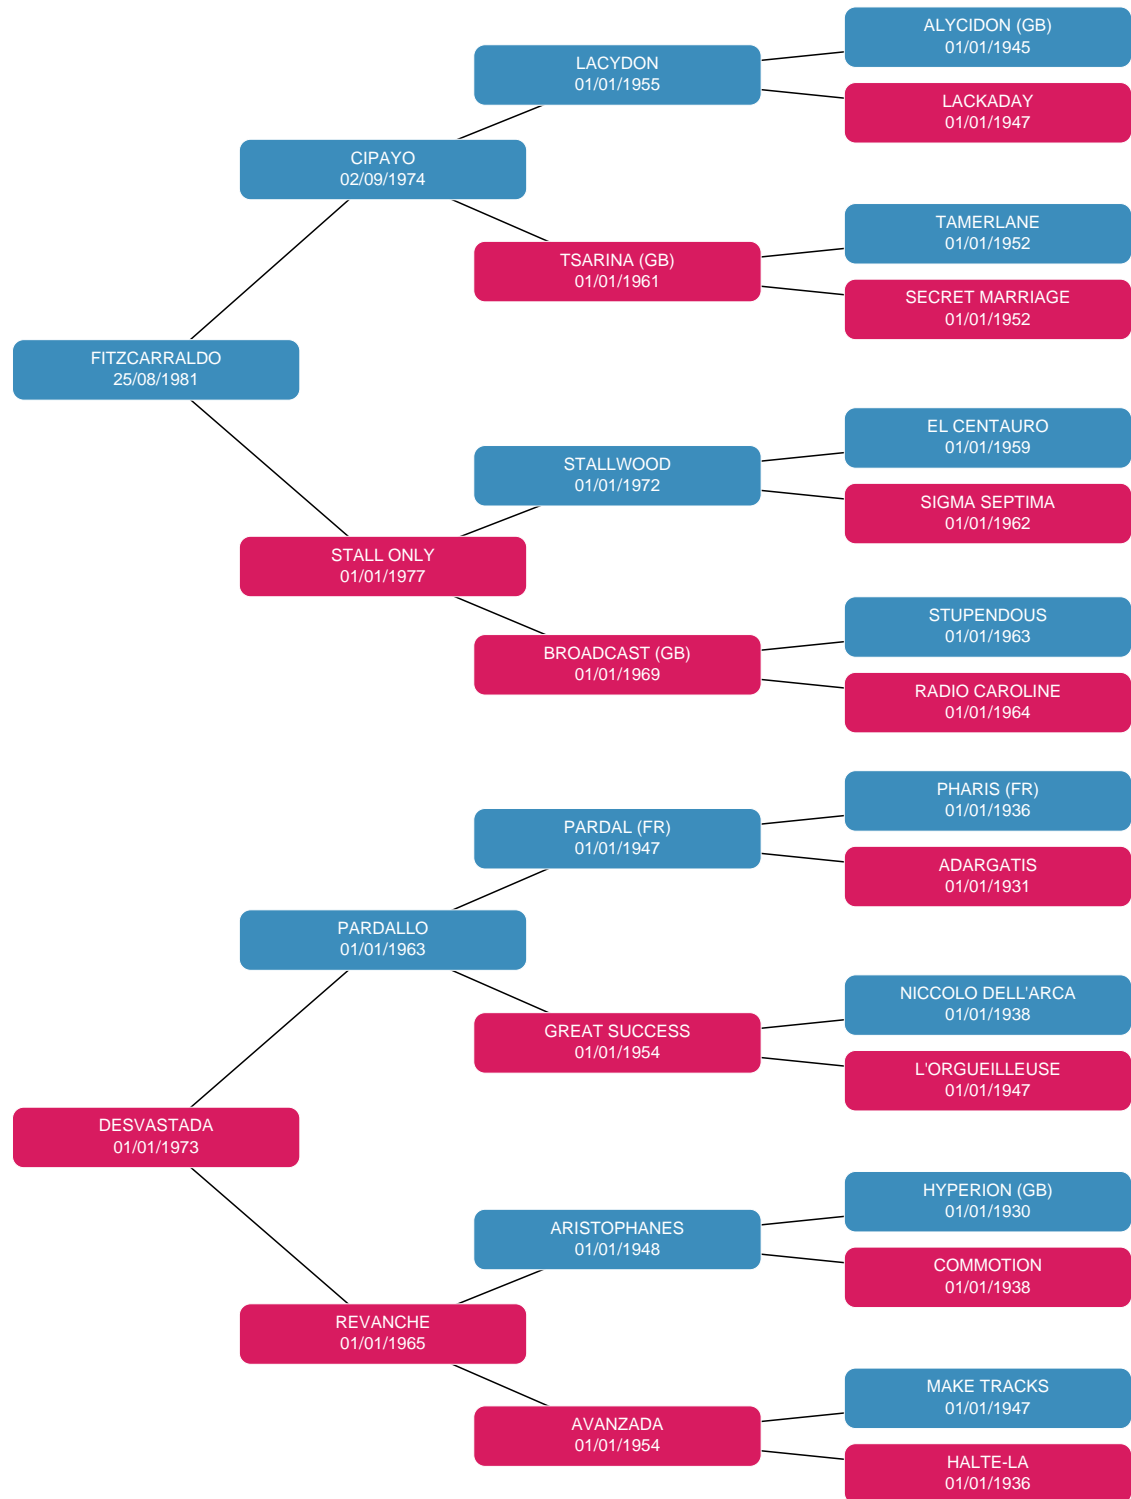 ALYCIDON (GB)
01/01/1945
LACYDON
01/01/1955
LACKADAY
01/01/1947
CIPAYO
02/09/1974
TAMERLANE
01/01/1952
TSARINA (GB)
01/01/1961
SECRET MARRIAGE
01/01/1952
FITZCARRALDO
25/08/1981
EL CENTAURO
01/01/1959
STALLWOOD
01/01/1972
SIGMA SEPTIMA
01/01/1962
STALL ONLY
01/01/1977
STUPENDOUS
01/01/1963
BROADCAST (GB)
01/01/1969
RADIO CAROLINE
01/01/1964
PHARIS (FR)
01/01/1936
PARDAL (FR)
01/01/1947
ADARGATIS
01/01/1931
PARDALLO
01/01/1963
NICCOLO DELL'ARCA
01/01/1938
GREAT SUCCESS
01/01/1954
L'ORGUEILLEUSE
01/01/1947
DESVASTADA
01/01/1973
HYPERION (GB)
01/01/1930
ARISTOPHANES
01/01/1948
COMMOTION
01/01/1938
REVANCHE
01/01/1965
MAKE TRACKS
01/01/1947
AVANZADA
01/01/1954
HALTE-LA
01/01/1936